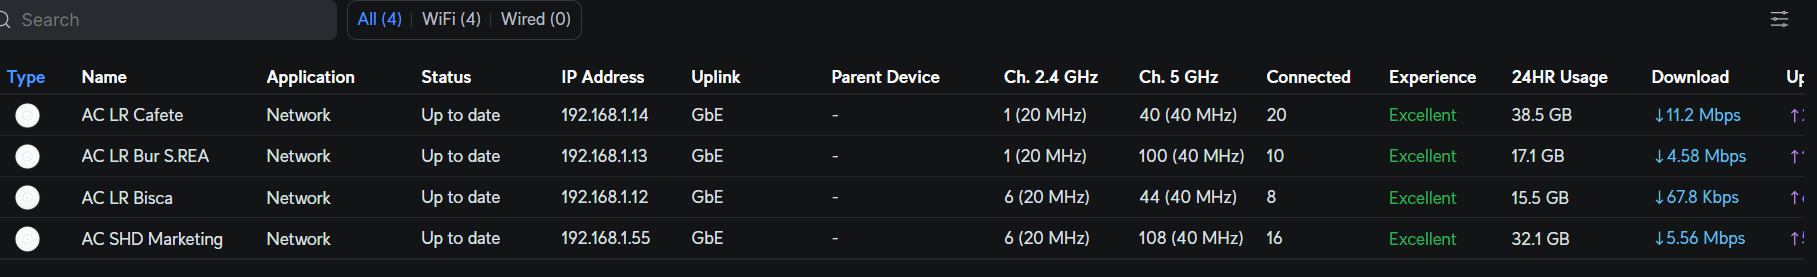 Search All (4) WiFi (4) Wired (0)
Type Name Application Status IP Address Uplink Parent Device Ch. 2.4 GHz Ch. 5 GHz Connected Experience 24HR Usage Download Up
AC LR Cafete Network Up to date 192.168.1.14 GbE - 1 (20 MHz) 40 (40 MHz) 20 Excellent 38.5 GB ↓11.2 Mbps ↑
AC LR Bur S.REA Network Up to date 192.168.1.13 GbE - 1 (20 MHz) 100 (40 MHz) 10 Excellent 17.1 GB ↓4.58 Mbps ↑
AC LR Bisca Network Up to date 192.168.1.12 GbE - 6 (20 MHz) 44 (40 MHz) 8 Excellent 15.5 GB ↓67.8 Kbps ↑
AC SHD Marketing Network Up to date 192.168.1.55 GbE - 6 (20 MHz) 108 (40 MHz) 16 Excellent 32.1 GB ↓5.56 Mbps ↑